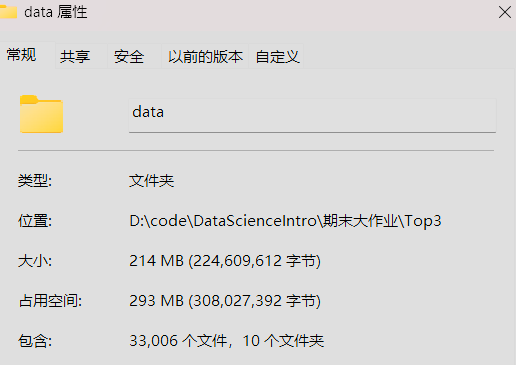 data 属性
常规 共享 安全 以前的版本 自定义
data
类型: 文件夹
位置: D:\code\DataScienceIntro\期末大作业\Top3
大小: 214 MB (224,609,612 字节)
占用空间: 293 MB (308,027,392 字节)
包含: 33,006 个文件，10 个文件夹